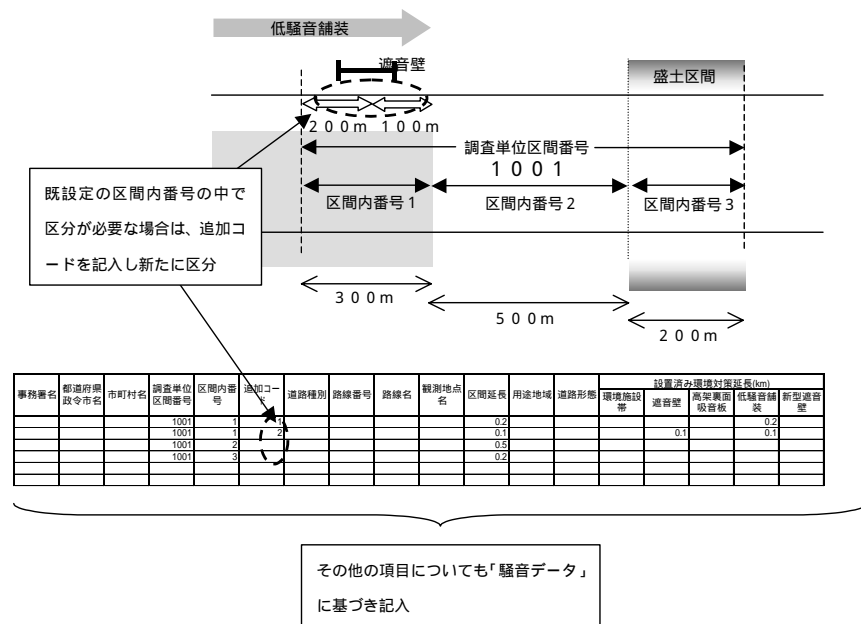 低騒音舗装
遮音壁
盛土区間
200m 100m
調査単位区間番号
1001
区間内番号1 区間内番号2 区間内番号3
既設定の区間内番号の中で
区分が必要な場合は、追加コ
ードを記入し新たに区分
300m
500m
200m
事務署名 都道府県政令市名 市町村名 調査単位区間番号 区間内番号 追加コード 道路種別 路線番号 路線名 観測地点名 区間延長 用途地域 道路形態 設置済み環境対策延長(km)
環境施設帯 遮音壁 高架裏面吸音板 低騒音舗装 新型遮音壁
1001 1 1 0.2 0.2
1001 1 2 0.1 0.1 0.1
1001 2 0.5
1001 3 0.2
その他の項目についても「騒音データ」
に基づき記入